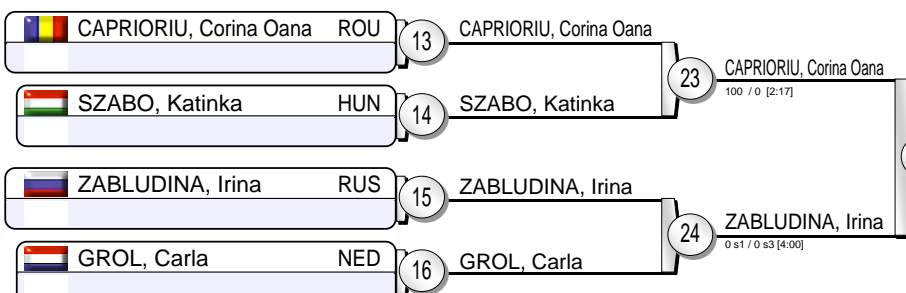 CAPRIORIU, Corina Oana ROU
13
CAPRIORIU, Corina Oana
23
CAPRIORIU, Corina Oana
100 / 0 [2:17]
SZABO, Katinka HUN
14
SZABO, Katinka
ZABLUDINA, Irina RUS
15
ZABLUDINA, Irina
24
ZABLUDINA, Irina
0 s1 / 0 s3 [4:00]
GROL, Carla NED
16
GROL, Carla